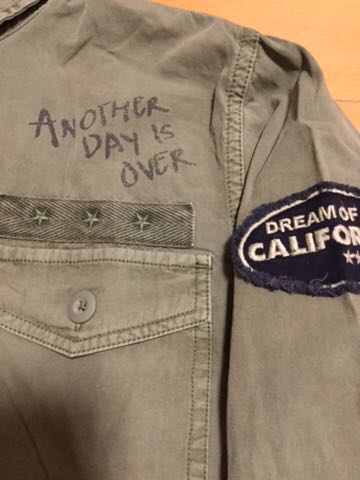 ANOTHER
DAY IS
OVER
DREAM OF
CALIFOR